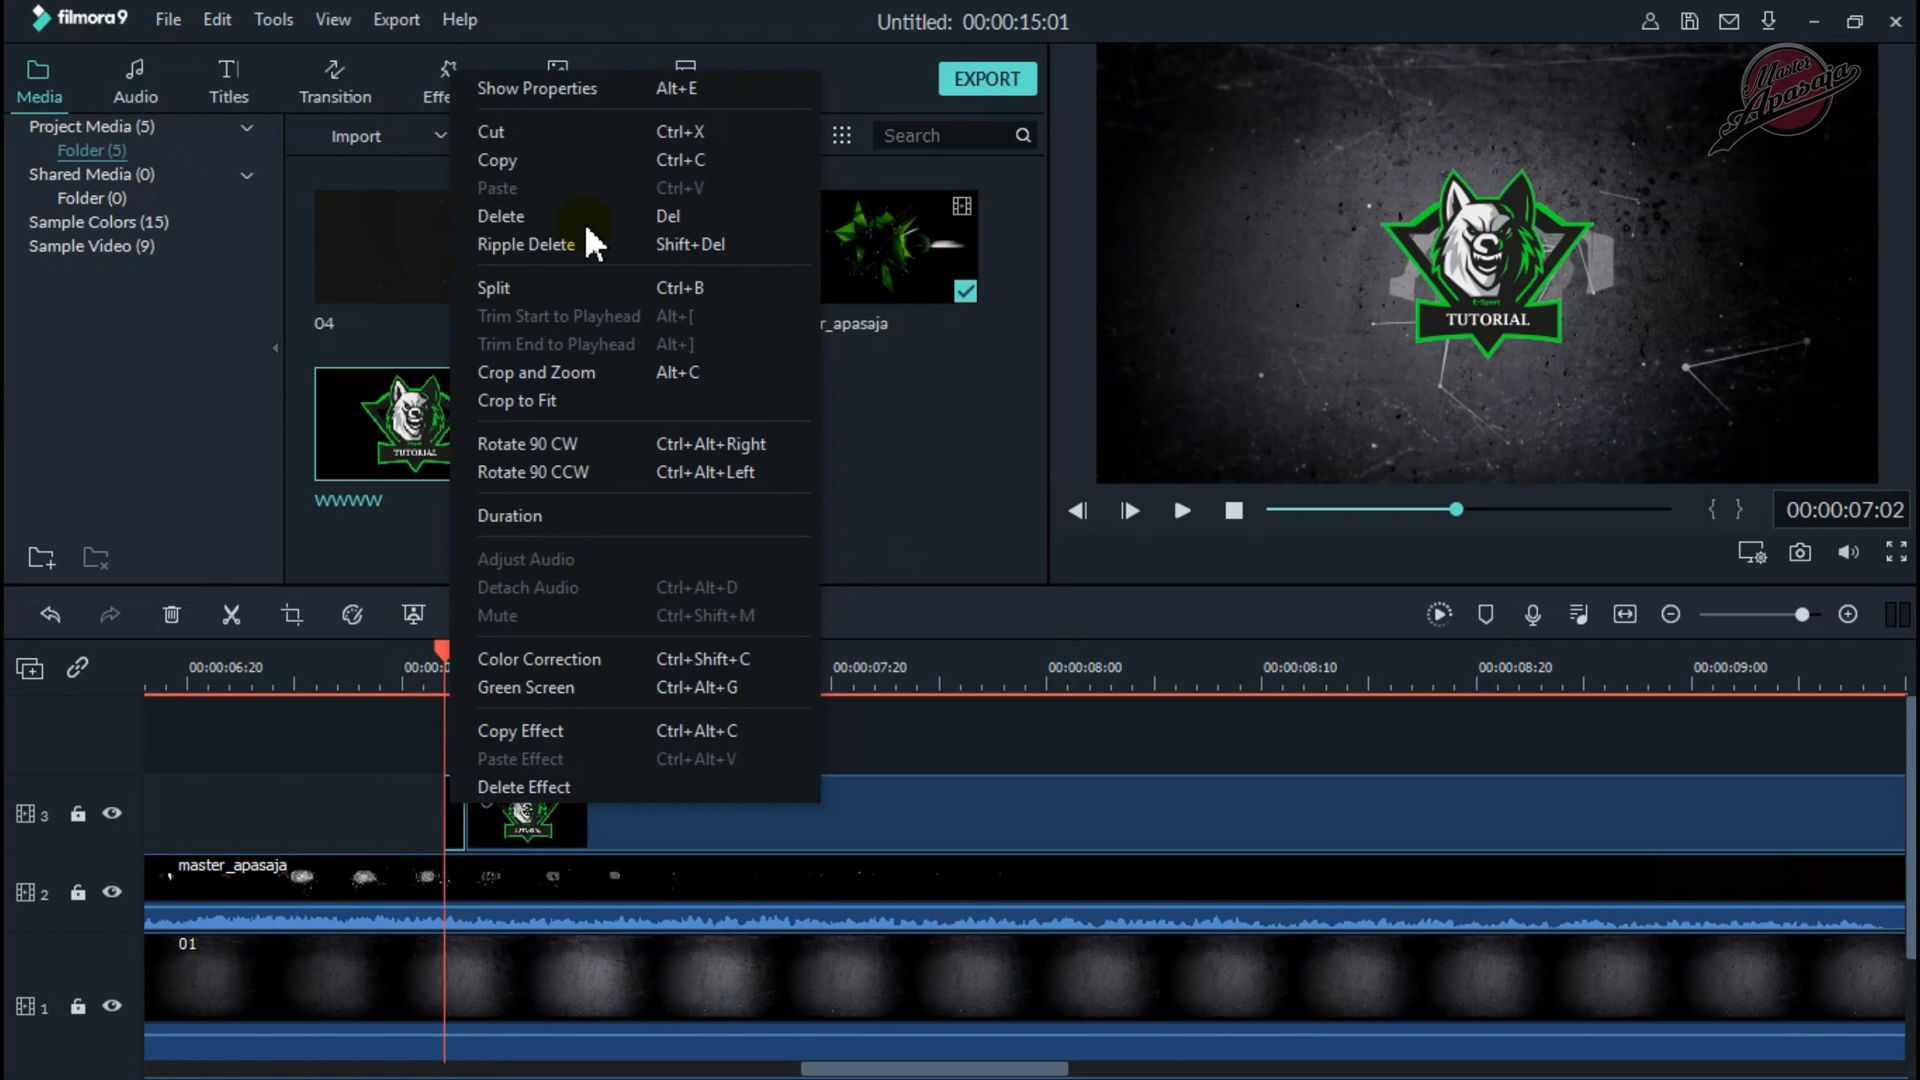 filmora9 File Edit Tools View Export Help Untitled: 00:00:15:01
Media Audio Titles Transition Effe EXPORT
Master
Apasaja
Project Media (5)
Folder (5)
Shared Media (0)
Folder (0)
Sample Colors (15)
Sample Video (9)
Import Search
04
r_apasaja
TUTORIAL
WWWW
Show Properties Alt+E
Cut Ctrl+X
Copy Ctrl+C
Paste Ctrl+V
Delete Del
Ripple Delete Shift+Del
Split Ctrl+B
Trim Start to Playhead Alt+[
Trim End to Playhead Alt+]
Crop and Zoom Alt+C
Crop to Fit
Rotate 90 CW Ctrl+Alt+Right
Rotate 90 CCW Ctrl+Alt+Left
Duration
Adjust Audio
Detach Audio Ctrl+Alt+D
Mute Ctrl+Shift+M
Color Correction Ctrl+Shift+C
Green Screen Ctrl+Alt+G
Copy Effect Ctrl+Alt+C
Paste Effect Ctrl+Alt+V
Delete Effect
E-Sport
TUTORIAL
{ } 00:00:07:02
00:00:06:20 00:00:0 00:00:07:20 00:00:08:00 00:00:08:10 00:00:08:20 00:00:09:00
3
master_apasaja
2
01
1